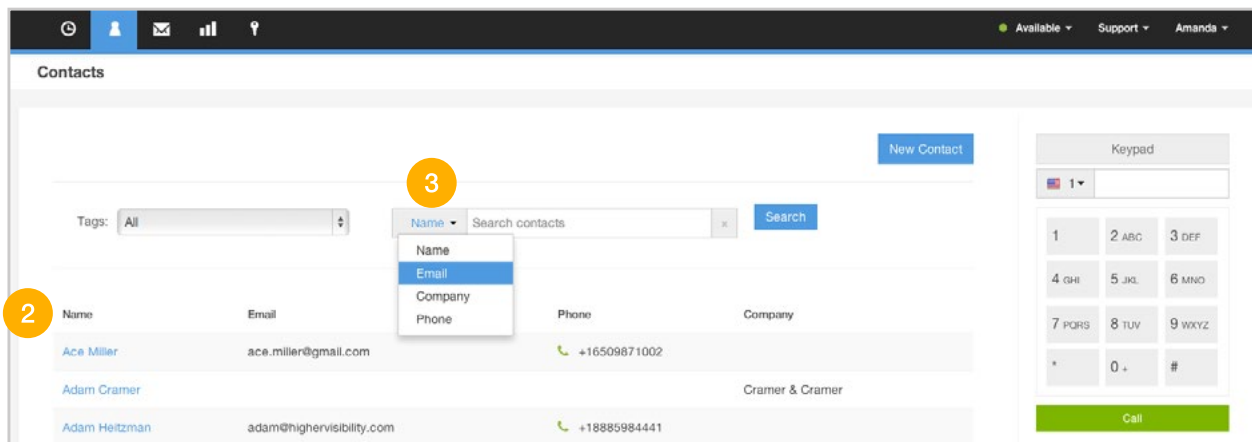 Available Support Amanda
Contacts
New Contact
Keypad
3
1
Tags: All Name Search contacts x Search
Name
Email
Company
Phone
1 2 ABC 3 DEF
4 GHI 5 JKL 6 MNO
7 PQRS 8 TUV 9 WXYZ
* 0 + #
Call
2
Name Email Phone Company
Ace Miller ace.miller@gmail.com +16509871002
Adam Cramer Cramer & Cramer
Adam Heitzman adam@highervisibility.com +18885984441